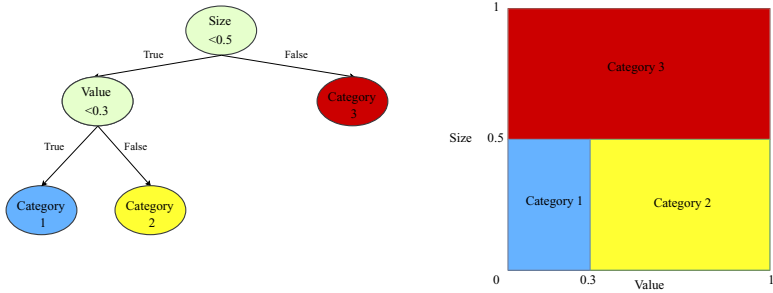 Size
<0.5
True
False
Value
<0.3
Category
3
True
False
Category
1
Category
2
1
Category 3
Size
0.5
Category 1
Category 2
0
0.3
Value
1